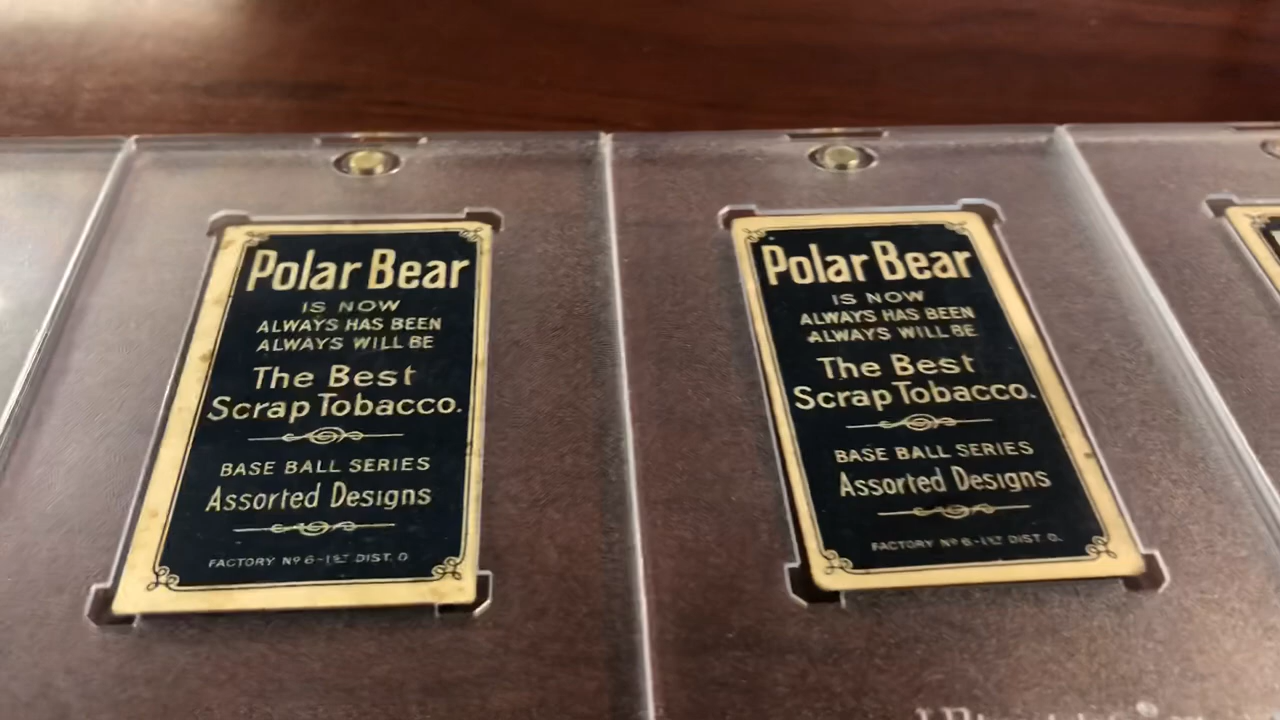 Polar Bear
IS NOW
ALWAYS HAS BEEN
ALWAYS WILL BE
The Best
Scrap Tobacco.
BASE BALL SERIES
Assorted Designs
FACTORY Nº 6-1ST DIST. O.
Polar Bear
IS NOW
ALWAYS HAS BEEN
ALWAYS WILL BE
The Best
Scrap Tobacco.
BASE BALL SERIES
Assorted Designs
FACTORY Nº 6-1ST DIST. O.